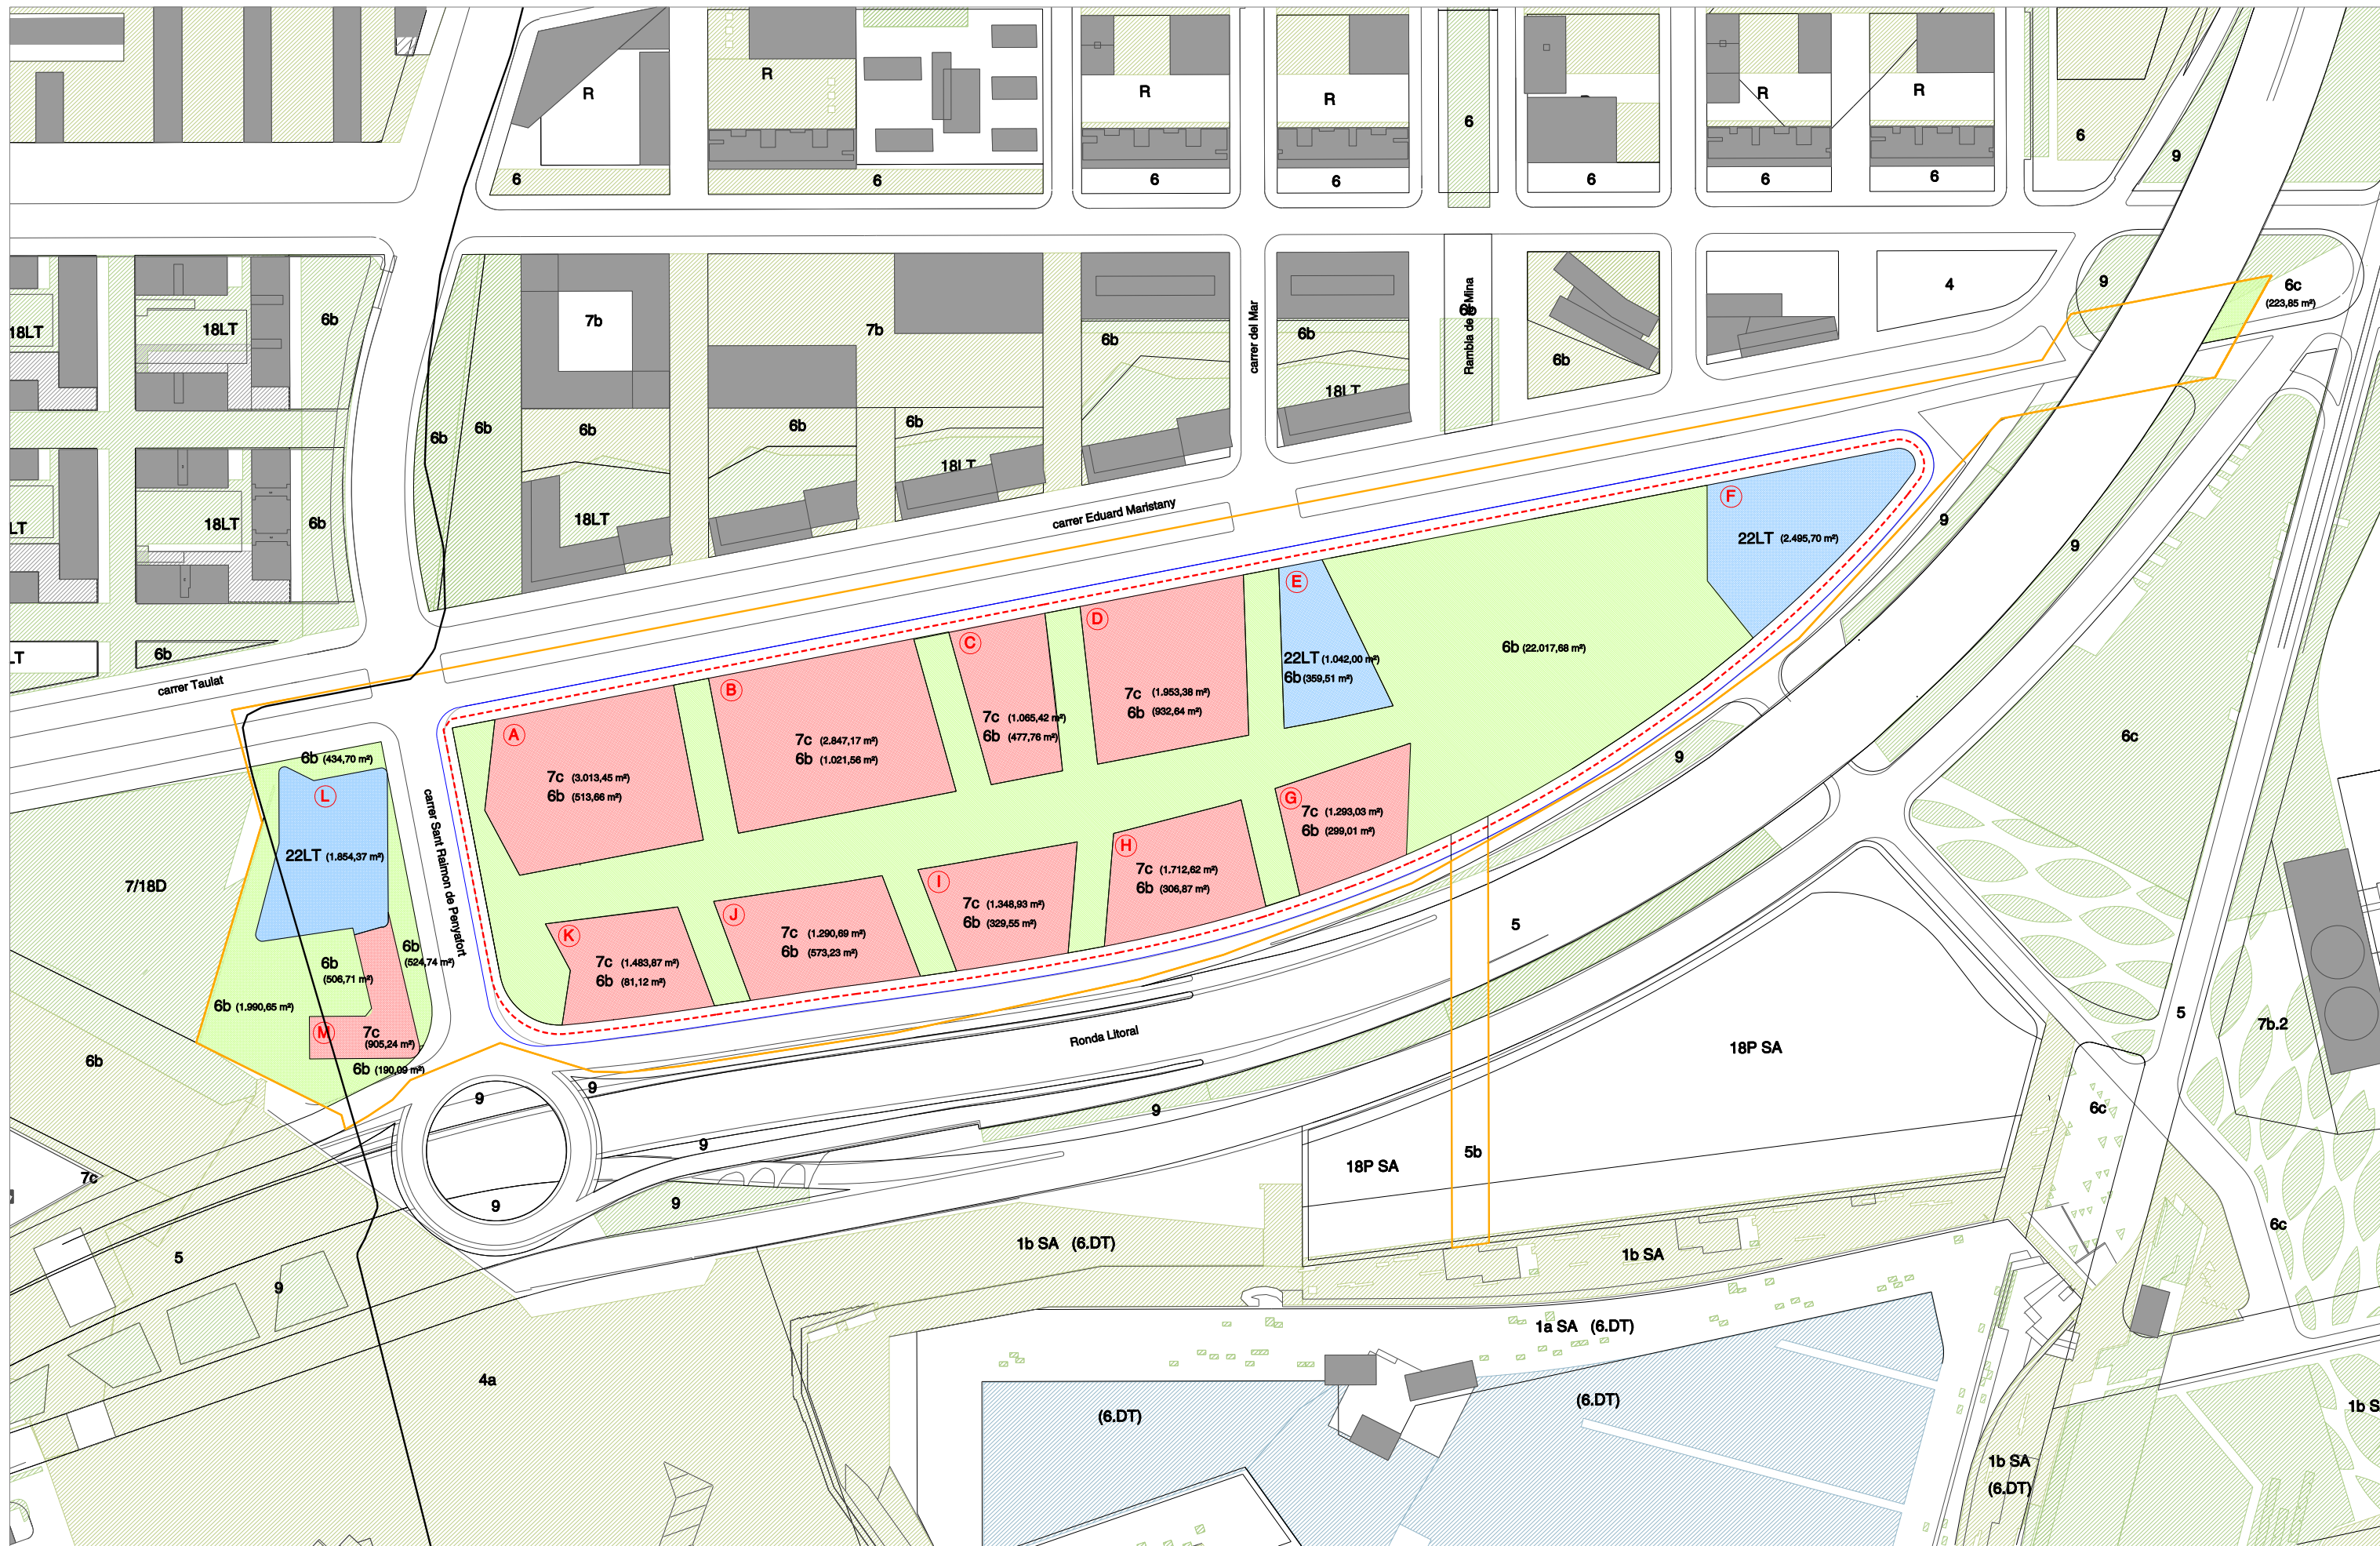 R
R
R
R
6
R
R
6
9
6
6
6
6
6
6
6
7b
7b
carrer del Mar
6b
6b
18LT
18LT
6b
6b
6b
4
9
6c
(223,85 m²)
6b
6b
6b
6b
6b
18LT
18LT
LT
18LT
6b
18LT
carrer Eduard Maristany
F
22LT (2.495,70 m²)
9
9
LT
6b
carrer Taulat
E
22LT (1.042,00 m²)
6b (359,51 m²)
6b (22.017,68 m²)
D
7c (1.953,38 m²)
6b (932,64 m²)
C
7c (1.065,42 m²)
6b (477,76 m²)
B
7c (2.847,17 m²)
6b (1.021,56 m²)
A
7c (3.013,45 m²)
6b (513,66 m²)
6b (434,70 m²)
L
22LT (1.854,37 m²)
carrer Sant Raimon de Penyafort
7/18D
G
7c (1.293,03 m²)
6b (299,01 m²)
9
6c
H
7c (1.712,62 m²)
6b (306,87 m²)
I
7c (1.348,93 m²)
6b (329,55 m²)
J
7c (1.290,69 m²)
6b (573,23 m²)
K
7c (1.483,87 m²)
6b (81,12 m²)
6b
(524,74 m²)
6b
(506,71 m²)
6b (1.990,65 m²)
M
7c
(905,24 m²)
6b (190,09 m²)
6b
5
5
7b.2
Ronda Litoral
18P SA
9
9
9
9
6c
5b
18P SA
7c
9
9
6c
5
9
1b SA (6.DT)
1b SA
1a SA (6.DT)
4a
(6.DT)
(6.DT)
1b S
1b SA
(6.DT)